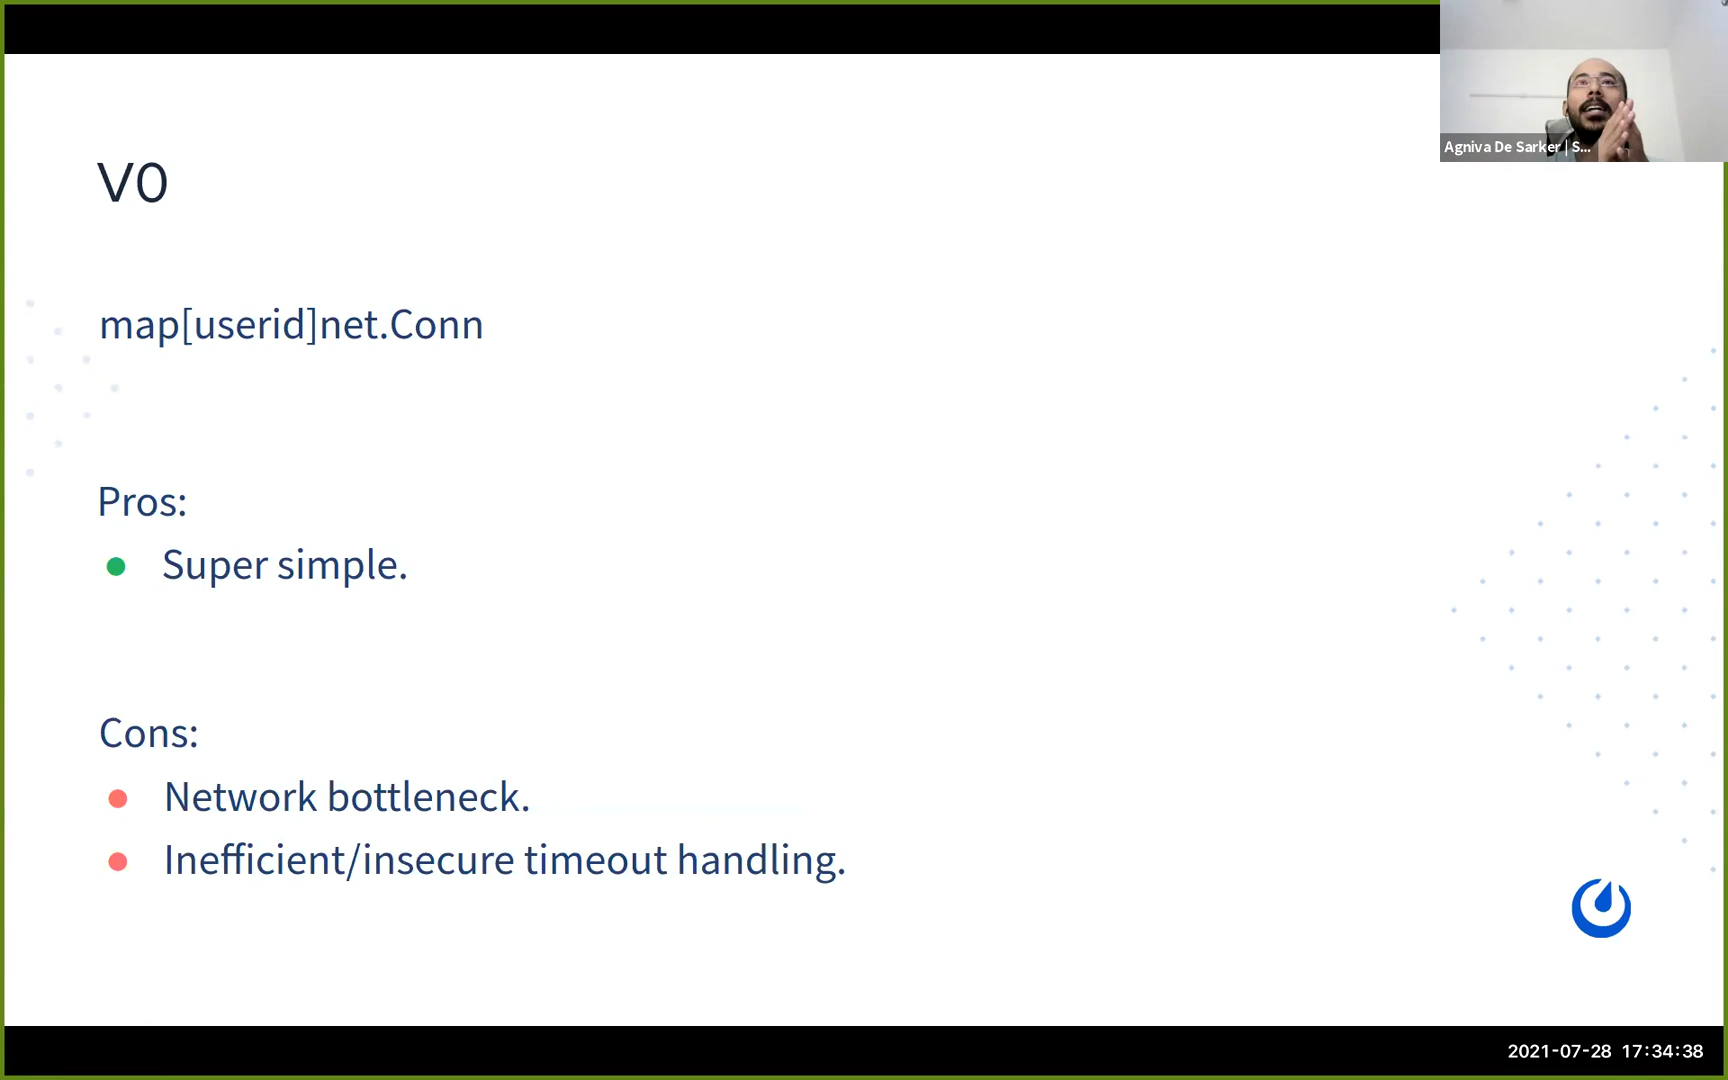 Agniva De Sarker | S...
V0
map[userid]net.Conn
Pros:
Super simple.
Cons:
Network bottleneck.
Inefficient/insecure timeout handling.
2021-07-28 17:34:38